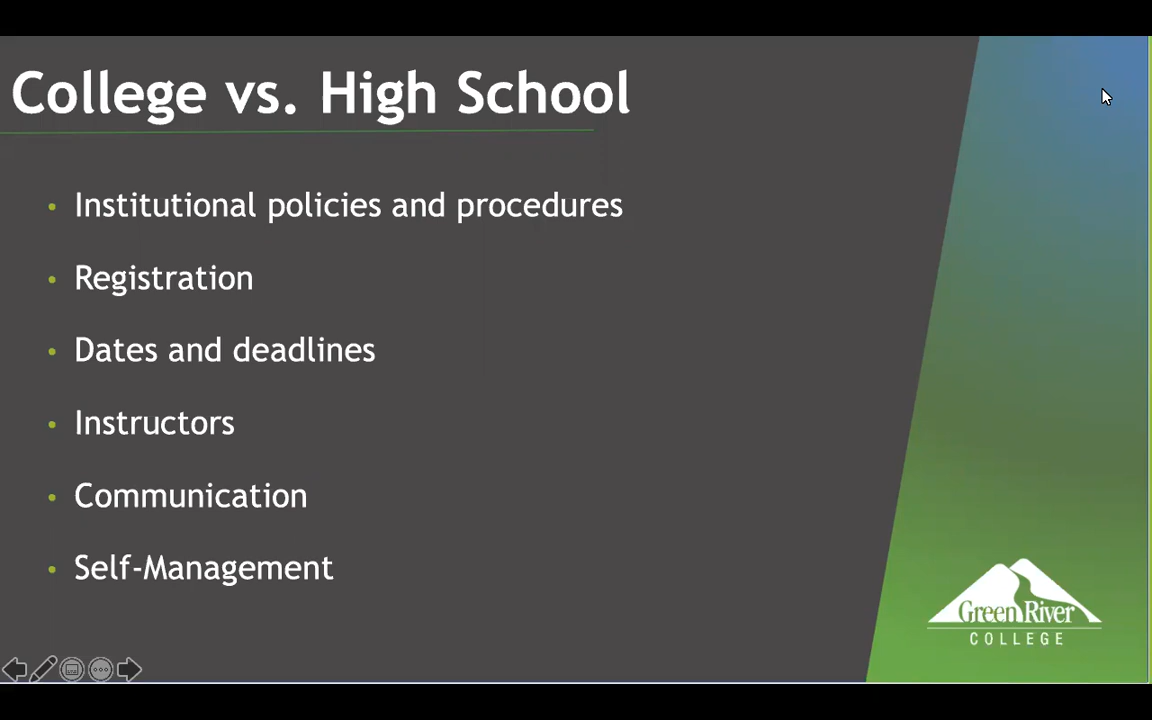 College vs. High School
• Institutional policies and procedures
• Registration
• Dates and deadlines
• Instructors
• Communication
• Self-Management
Green River
COLLEGE